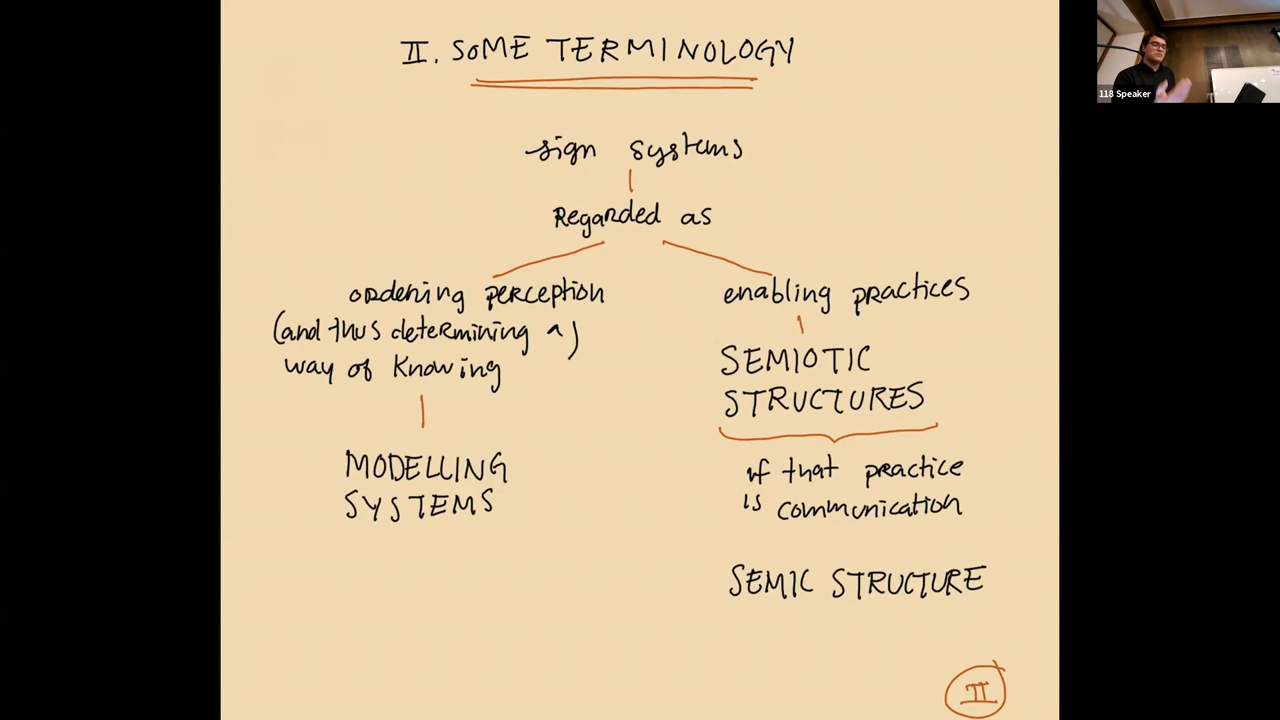 II. SOME TERMINOLOGY
118 Speaker
sign systems
Regarded as
ordering perception
(and thus determining a)
way of knowing
MODELLING
SYSTEMS
enabling practices
SEMIOTIC
STRUCTURES
if that practice
is communication
SEMIC STRUCTURE
II